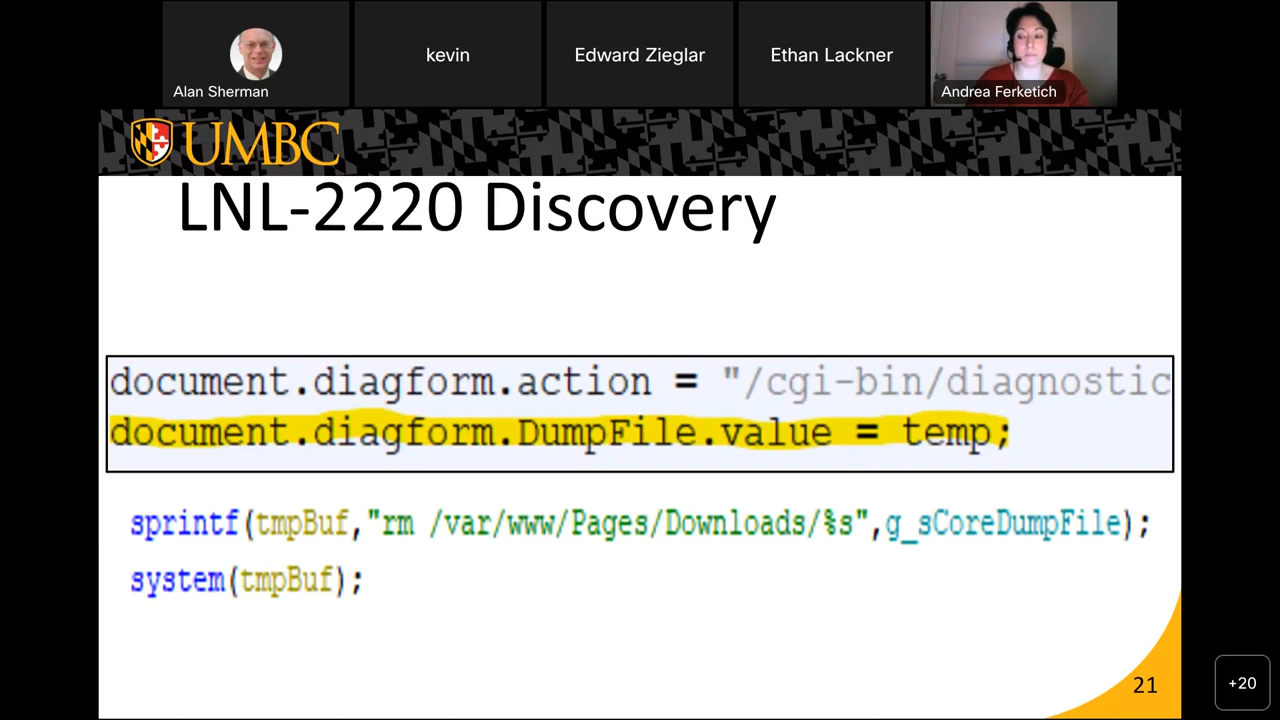 kevin
Edward Zieglar
Ethan Lackner
Alan Sherman
Andrea Ferketich
UMBC
LNL-2220 Discovery
document.diagform.action = "/cgi-bin/diagnostic
document.diagform.DumpFile.value = temp;
sprintf(tmpBuf,"rm /var/www/Pages/Downloads/%s",g_sCoreDumpFile);
system(tmpBuf);
21
+20